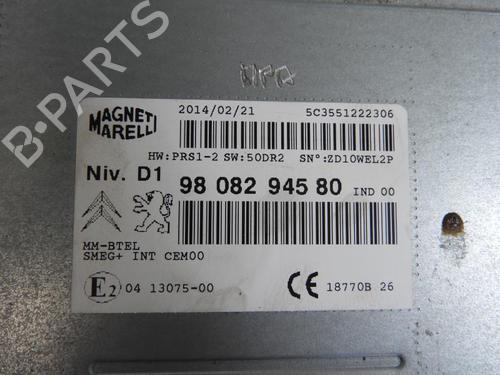 MAGNETI
MARELLI
2014/02/21 5C3551222306
HW:PRS1-2 SW:50DR2 SN°:ZD10WEL2P
Niv. D1 98 082 945 80 IND 00
MM-BTEL
SMEG+ INT CEM00
E2 04 13075-00 CE 18770B 26
B-PARTS